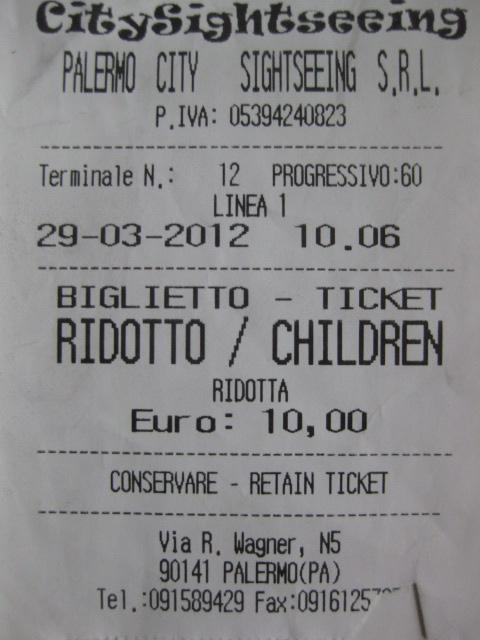 CitySightseeing
PALERMO CITY SIGHTSEEING S.R.L.
P.IVA: 05394240823
Terminale N.: 12 PROGRESSIVO:60
LINEA 1
29-03-2012 10.06
BIGLIETTO - TICKET
RIDOTTO / CHILDREN
RIDOTTA
Euro: 10,00
CONSERVARE - RETAIN TICKET
Via R. Wagner, N5
90141 PALERMO(PA)
Tel.:091589429 Fax: